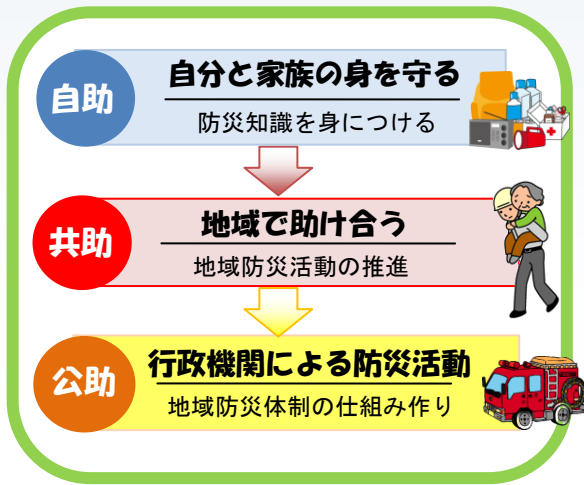 自助
自分と家族の身を守る
防災知識を身につける
共助
地域で助け合う
地域防災活動の推進
公助
行政機関による防災活動
地域防災体制の仕組み作り